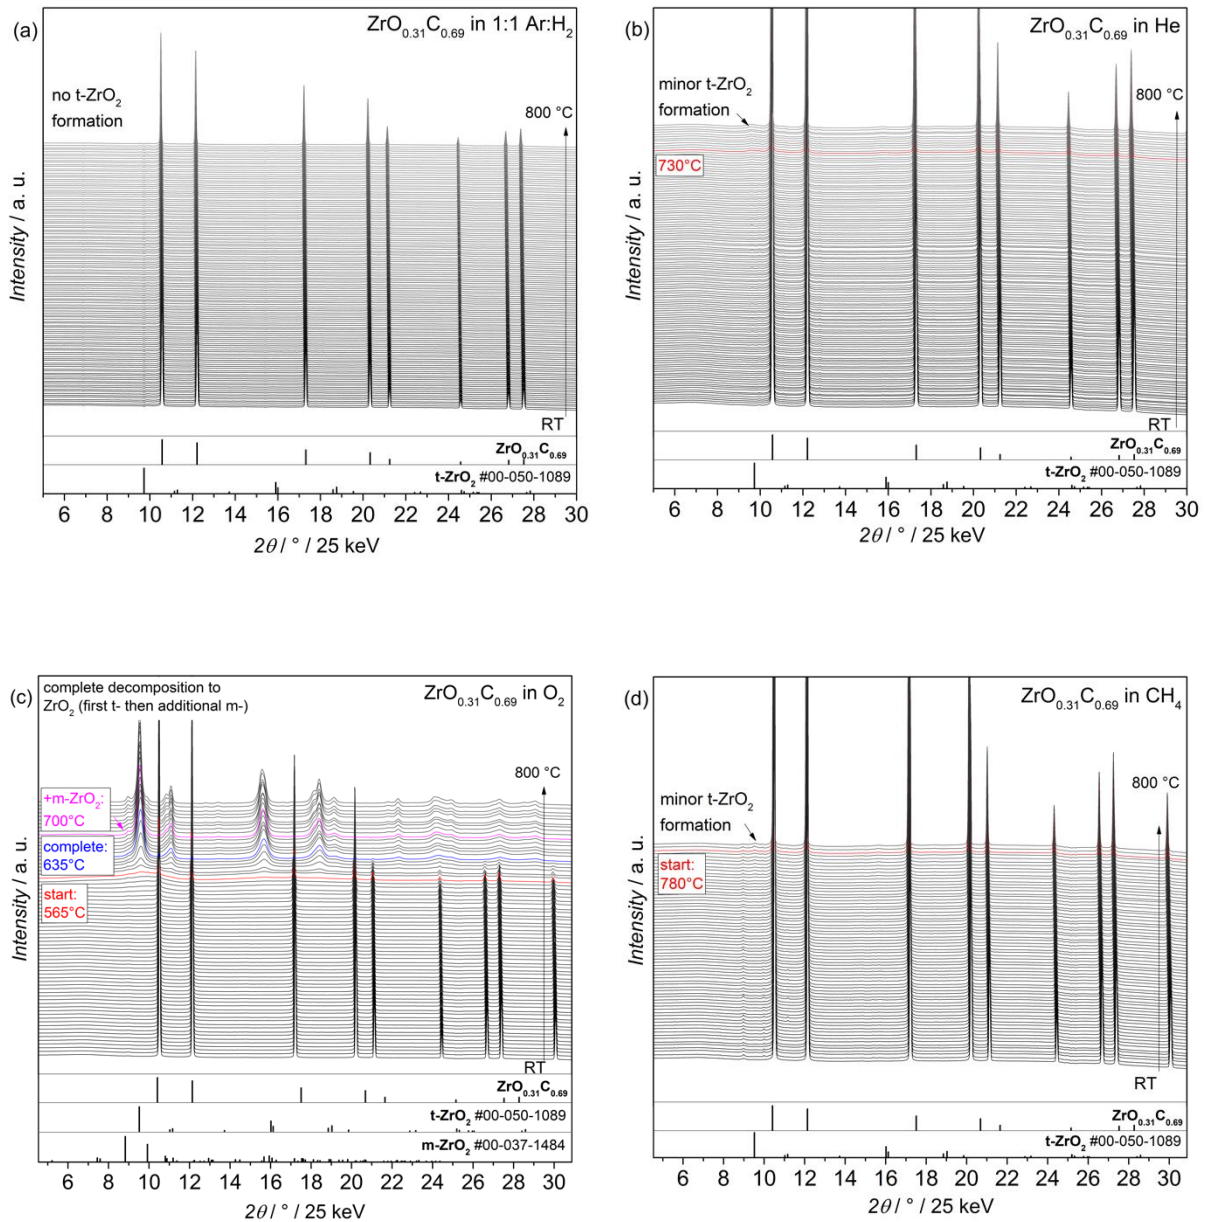 (a)
ZrO0.31C0.69 in 1:1 Ar:H2
no t-ZrO2
formation
800 °C
Intensity / a. u.
RT
ZrO0.31C0.69
t-ZrO2 #00-050-1089
6 8 10 12 14 16 18 20 22 24 26 28 30
2θ / ° / 25 keV
(b)
ZrO0.31C0.69 in He
minor t-ZrO2
formation
800 °C
730°C
Intensity / a. u.
RT
ZrO0.31C0.69
t-ZrO2 #00-050-1089
6 8 10 12 14 16 18 20 22 24 26 28 30
2θ / ° / 25 keV
(c)
complete decomposition to
ZrO2 (first t- then additional m-)
ZrO0.31C0.69 in O2
800 °C
+m-ZrO2:
700°C
complete:
635°C
start:
565°C
Intensity / a. u.
RT
ZrO0.31C0.69
t-ZrO2 #00-050-1089
m-ZrO2 #00-037-1484
6 8 10 12 14 16 18 20 22 24 26 28 30
2θ / ° / 25 keV
(d)
ZrO0.31C0.69 in CH4
800 °C
minor t-ZrO2
formation
start:
780°C
Intensity / a. u.
RT
ZrO0.31C0.69
t-ZrO2 #00-050-1089
6 8 10 12 14 16 18 20 22 24 26 28 30
2θ / ° / 25 keV